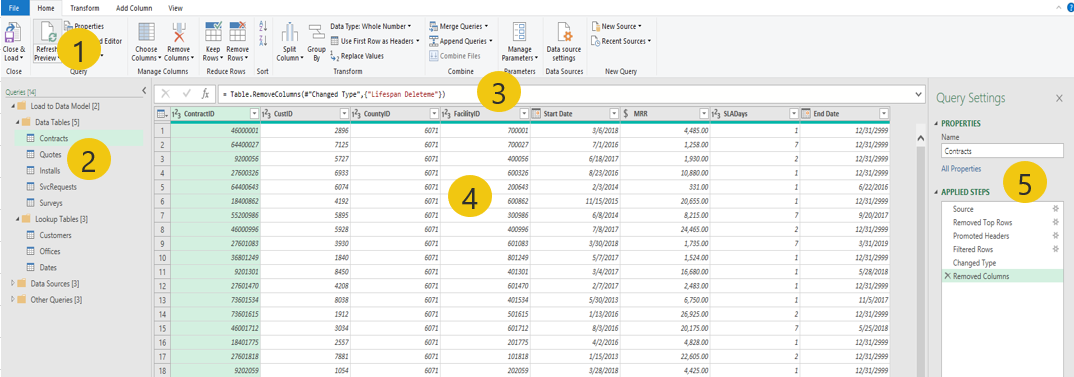 File Home Transform Add Column View
Close & Load Refresh Preview Properties Editor Choose Columns Remove Columns Keep Rows Remove Rows Split Column Group By Data Type: Whole Number Use First Row as Headers Replace Values Merge Queries Append Queries Combine Files Manage Parameters Data source settings New Source Recent Sources
1
Close Query Manage Columns Reduce Rows Sort Transform Combine Parameters Data Sources New Query
Queries [14]
Load to Data Model [2]
Data Tables [5]
Contracts
Quotes
Installs
SvcRequests
Surveys
Lookup Tables [3]
Customers
Offices
Dates
Data Sources [3]
Other Queries [3]
2
fx = Table.RemoveColumns(#"Changed Type",{"Lifespan Deleteme"})
3
ContractID CustID CountyID FacilityID Start Date MRR SLADays End Date
1 46000001 2896 6071 700001 3/6/2018 4,485.00 1 12/31/2999
2 64400027 7125 6071 700027 7/1/2016 1,258.00 7 12/31/2999
3 9200056 5727 6071 400056 6/18/2017 1,930.00 2 12/31/2999
4 27600326 6933 6071 600326 8/23/2016 10,880.00 1 12/31/2999
5 64400643 6074 6071 200643 2/3/2014 331.00 1 6/22/2016
6 18400862 4192 6071 600862 11/15/2015 20,655.00 1 12/31/2999
7 55200986 5895 6071 300986 6/8/2014 8,215.00 7 9/20/2017
8 46000996 5928 6071 400996 7/8/2017 24,465.00 2 12/31/2999
9 27601083 3930 6071 601083 3/30/2018 1,735.00 7 3/31/2019
10 36801249 1840 6071 801249 5/7/2017 1,524.00 1 12/31/2999
11 9201301 8450 6071 401301 3/4/2017 16,680.00 1 5/28/2018
12 27601470 4208 6071 601470 2/7/2017 2,483.00 1 12/31/2999
13 73601534 8038 6071 401534 5/30/2013 6,750.00 1 11/5/2017
14 73601615 1912 6071 501615 1/13/2016 25,925.00 2 12/31/2999
15 46001712 3034 6071 601712 8/3/2016 20,175.00 7 5/25/2018
16 18401775 2557 6071 201775 4/2/2016 4,828.00 1 12/31/2999
17 27601818 7881 6071 101818 1/15/2013 22,605.00 2 12/31/2999
18 9202059 1054 6071 202059 3/28/2018 4,425.00 1 12/31/2999
4
Query Settings
PROPERTIES
Name
Contracts
All Properties
5
APPLIED STEPS
Source
Removed Top Rows
Promoted Headers
Filtered Rows
Changed Type
Removed Columns